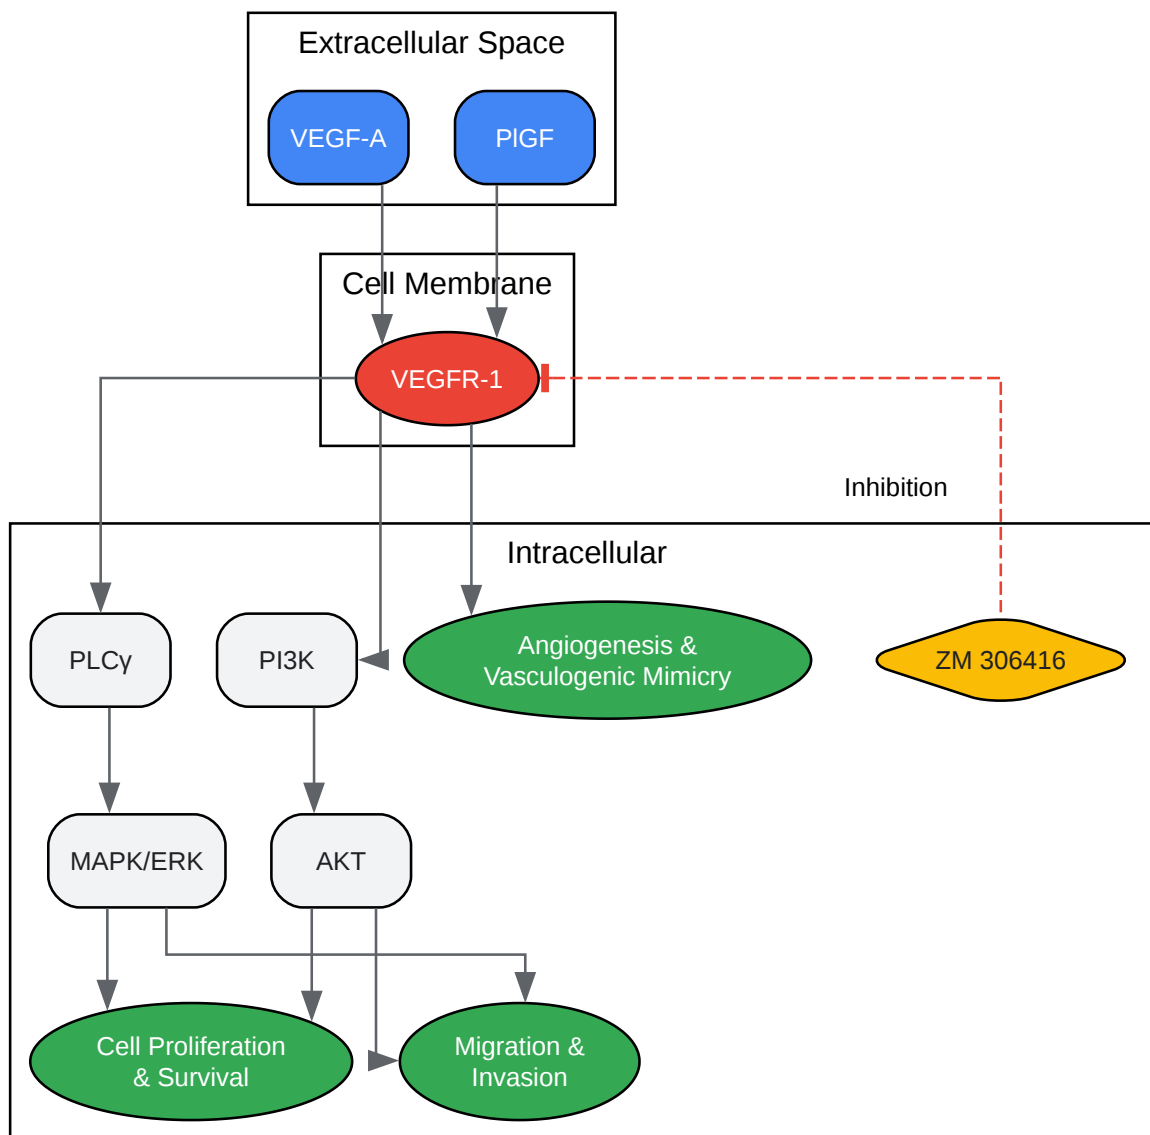 Extracellular Space
VEGF-A
PlGF
Cell Membrane
VEGFR-1
Inhibition
Intracellular
PLCγ
PI3K
Angiogenesis &
Vasculogenic Mimicry
ZM 306416
MAPK/ERK
AKT
Cell Proliferation
& Survival
Migration &
Invasion